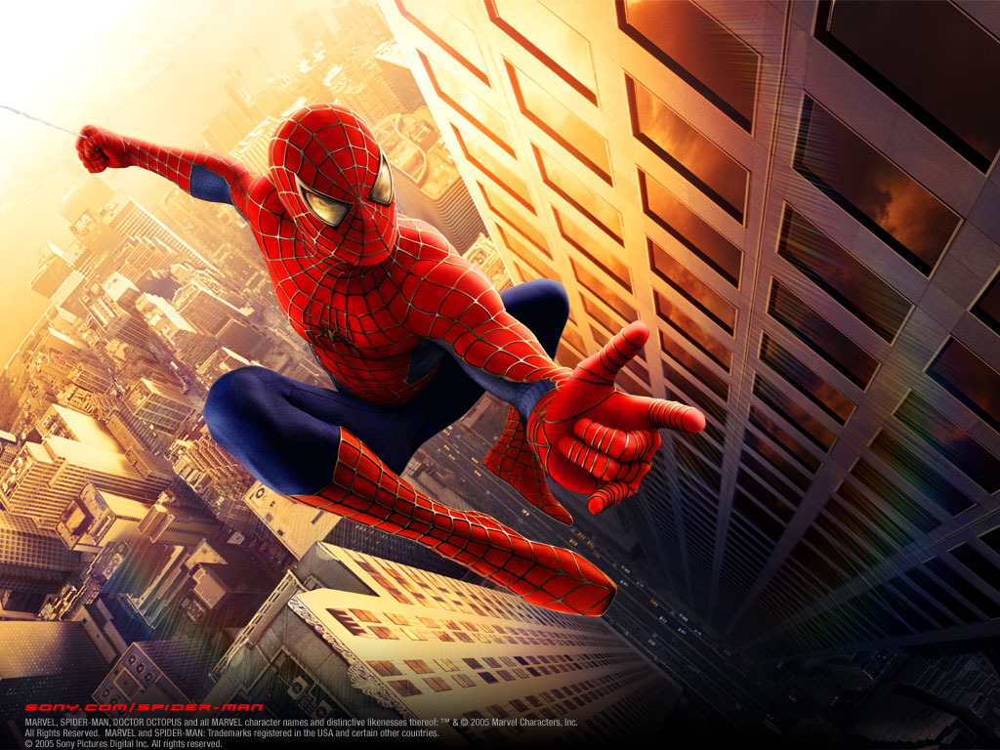 SONY.COM/SPIDER-MAN
MARVEL, SPIDER-MAN, DOCTOR OCTOPUS and all MARVEL character names and distinctive likenesses thereof: ™ & © 2005 Marvel Characters, Inc.
All Rights Reserved. MARVEL and SPIDER-MAN: Trademarks registered in the USA and certain other countries.
© 2005 Sony Pictures Digital Inc. All rights reserved.